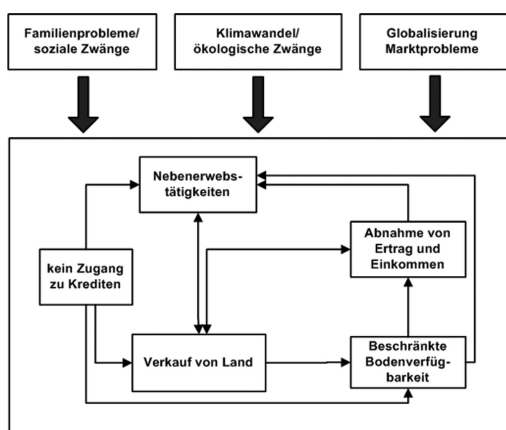 Familienprobleme/
soziale Zwänge
Klimawandel/
ökologische Zwänge
Globalisierung
Marktprobleme
Nebenerwebs-
tätigkeiten
Abnahme von
Ertrag und
Einkommen
kein Zugang
zu Krediten
Verkauf von Land
Beschränkte
Bodenverfüg-
barkeit